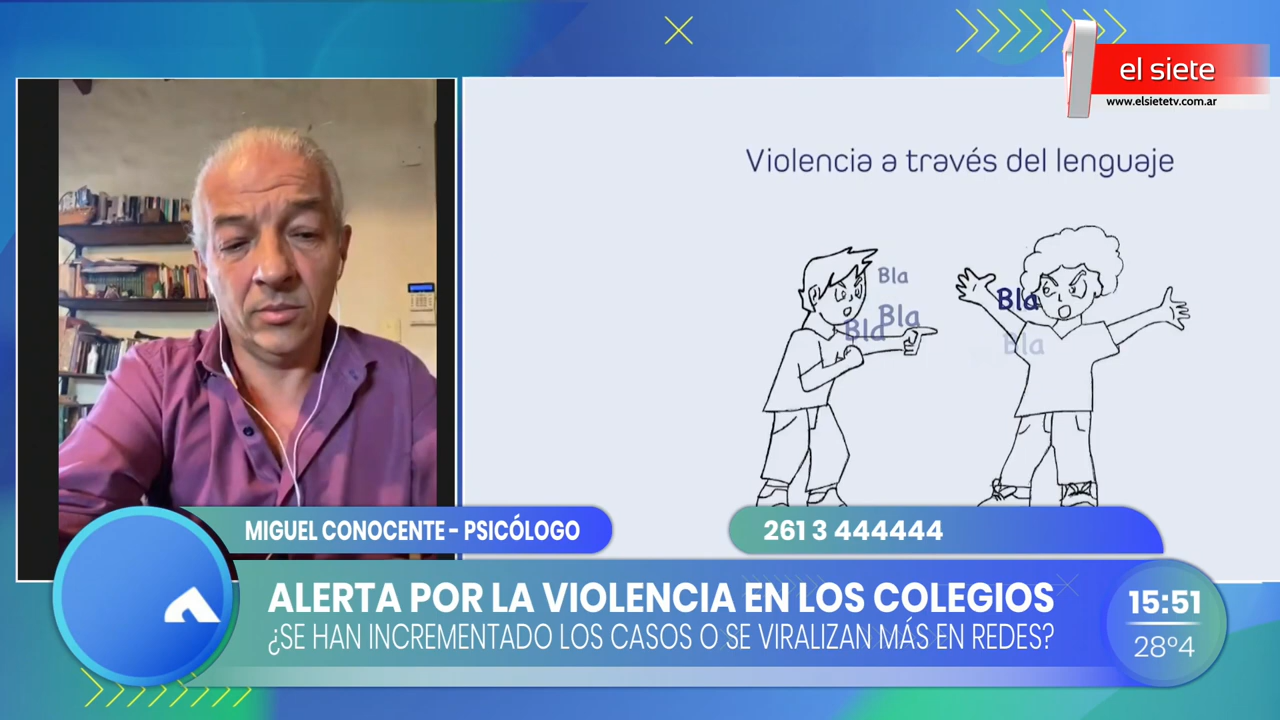 el siete
www.elsietetv.com.ar
Violencia a través del lenguaje
Bla
Bla
Bla
Bla
Bla
MIGUEL CONOCENTE - PSICÓLOGO
261 3 444444
ALERTA POR LA VIOLENCIA EN LOS COLEGIOS
¿SE HAN INCREMENTADO LOS CASOS O SE VIRALIZAN MÁS EN REDES?
15:51
28º4